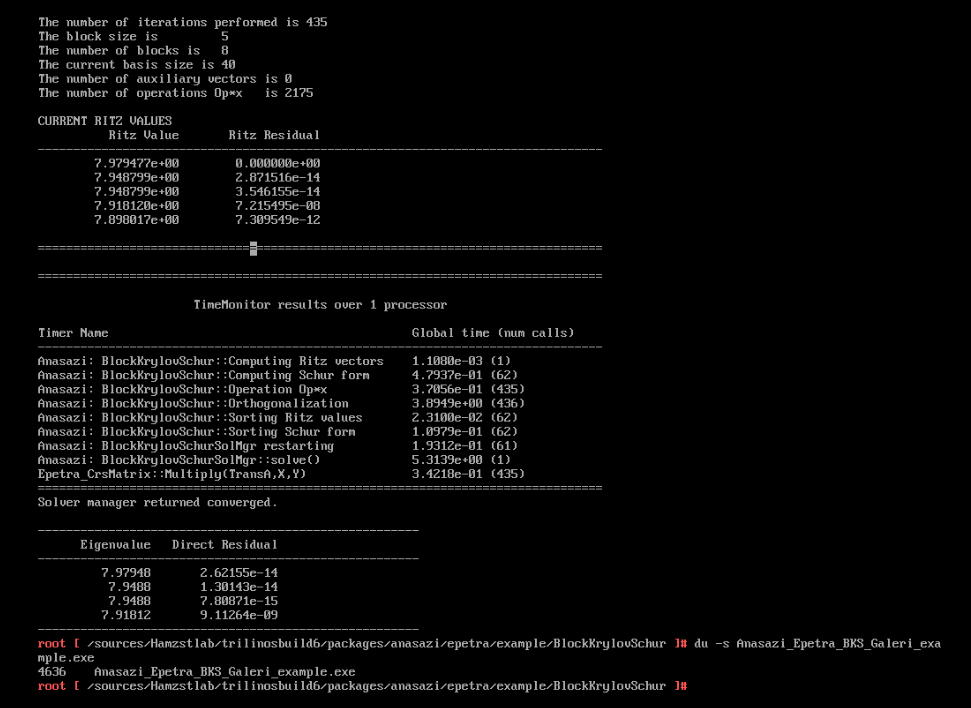 The number of iterations performed is 435
The block size is         5
The number of blocks is   8
The current basis size is 40
The number of auxiliary vectors is 0
The number of operations Op*x   is 2175
CURRENT RITZ VALUES
Ritz Value       Ritz Residual
--------------------------------------------------------------------------------
7.979477e+00        0.000000e+00
7.948799e+00        2.871516e-14
7.948799e+00        3.546155e-14
7.918120e+00        7.215495e-08
7.898017e+00        7.309549e-12
================================================================================
================================================================================
TimeMonitor results over 1 processor
Timer Name                                           Global time (num calls)
--------------------------------------------------------------------------------
Anasazi: BlockKrylovSchur::Computing Ritz vectors    1.1080e-03 (1)
Anasazi: BlockKrylovSchur::Computing Schur form      4.7937e-01 (62)
Anasazi: BlockKrylovSchur::Operation Op*x            3.7056e-01 (435)
Anasazi: BlockKrylovSchur::Orthogonalization         3.8949e+00 (436)
Anasazi: BlockKrylovSchur::Sorting Ritz values       2.3100e-02 (62)
Anasazi: BlockKrylovSchur::Sorting Schur form        1.0979e-01 (62)
Anasazi: BlockKrylovSchurSolMgr restarting           1.9312e-01 (61)
Anasazi: BlockKrylovSchurSolMgr::solve()             5.3139e+00 (1)
Epetra_CrsMatrix::Multiply(TransA,X,Y)               3.4218e-01 (435)
================================================================================
Solver manager returned converged.
------------------------------------------------------
Eigenvalue   Direct Residual
------------------------------------------------------
7.97948       2.62155e-14
7.9488       1.30143e-14
7.9488       7.80871e-15
7.91812       9.11264e-09
------------------------------------------------------
root [ /sources/Hamzstlab/trilinosbuild6/packages/anasazi/epetra/example/BlockKrylovSchur ]# du -s Anasazi_Epetra_BKS_Galeri_exa
mple.exe
4636    Anasazi_Epetra_BKS_Galeri_example.exe
root [ /sources/Hamzstlab/trilinosbuild6/packages/anasazi/epetra/example/BlockKrylovSchur ]#